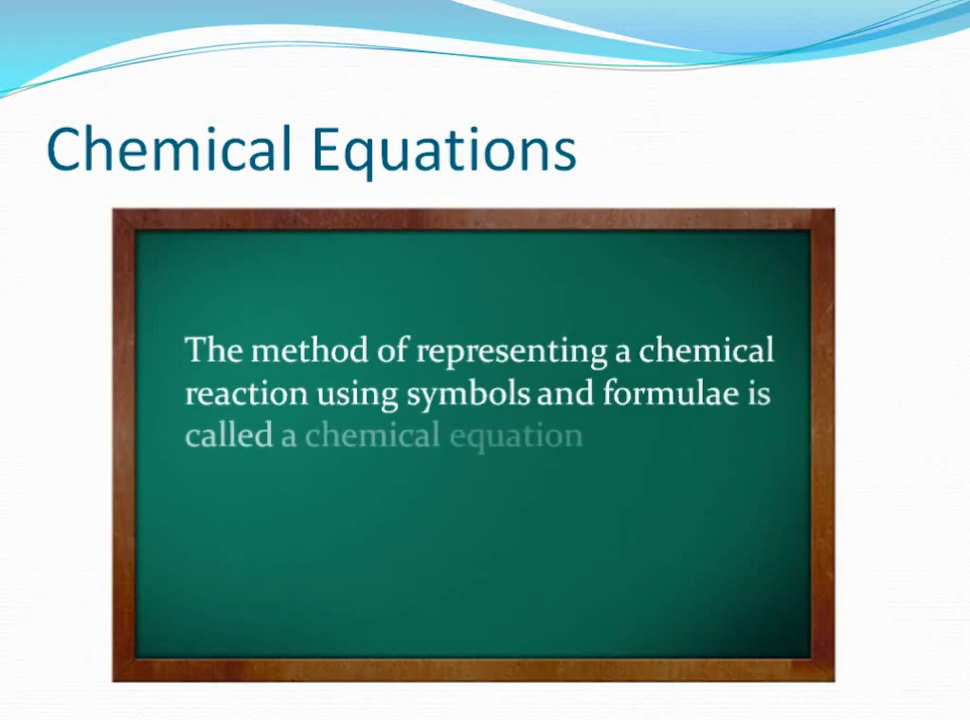 Chemical Equations
The method of representing a chemical
reaction using symbols and formulae is
called a chemical equation